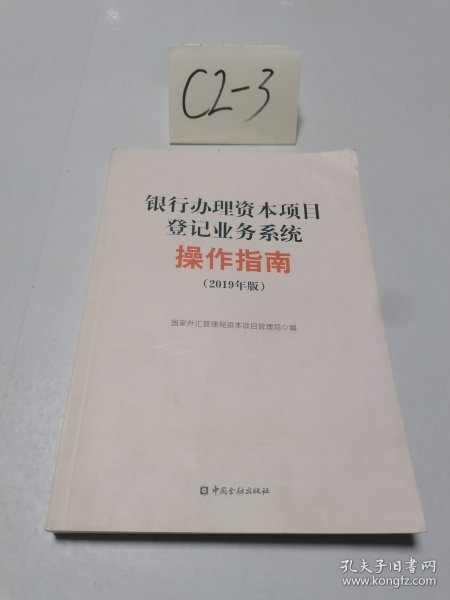 C2-3
银行办理资本项目
登记业务系统
操作指南
（2019年版）
国家外汇管理局资本项目管理司◎编
中国金融出版社
孔夫子旧书网
www.kongfz.com